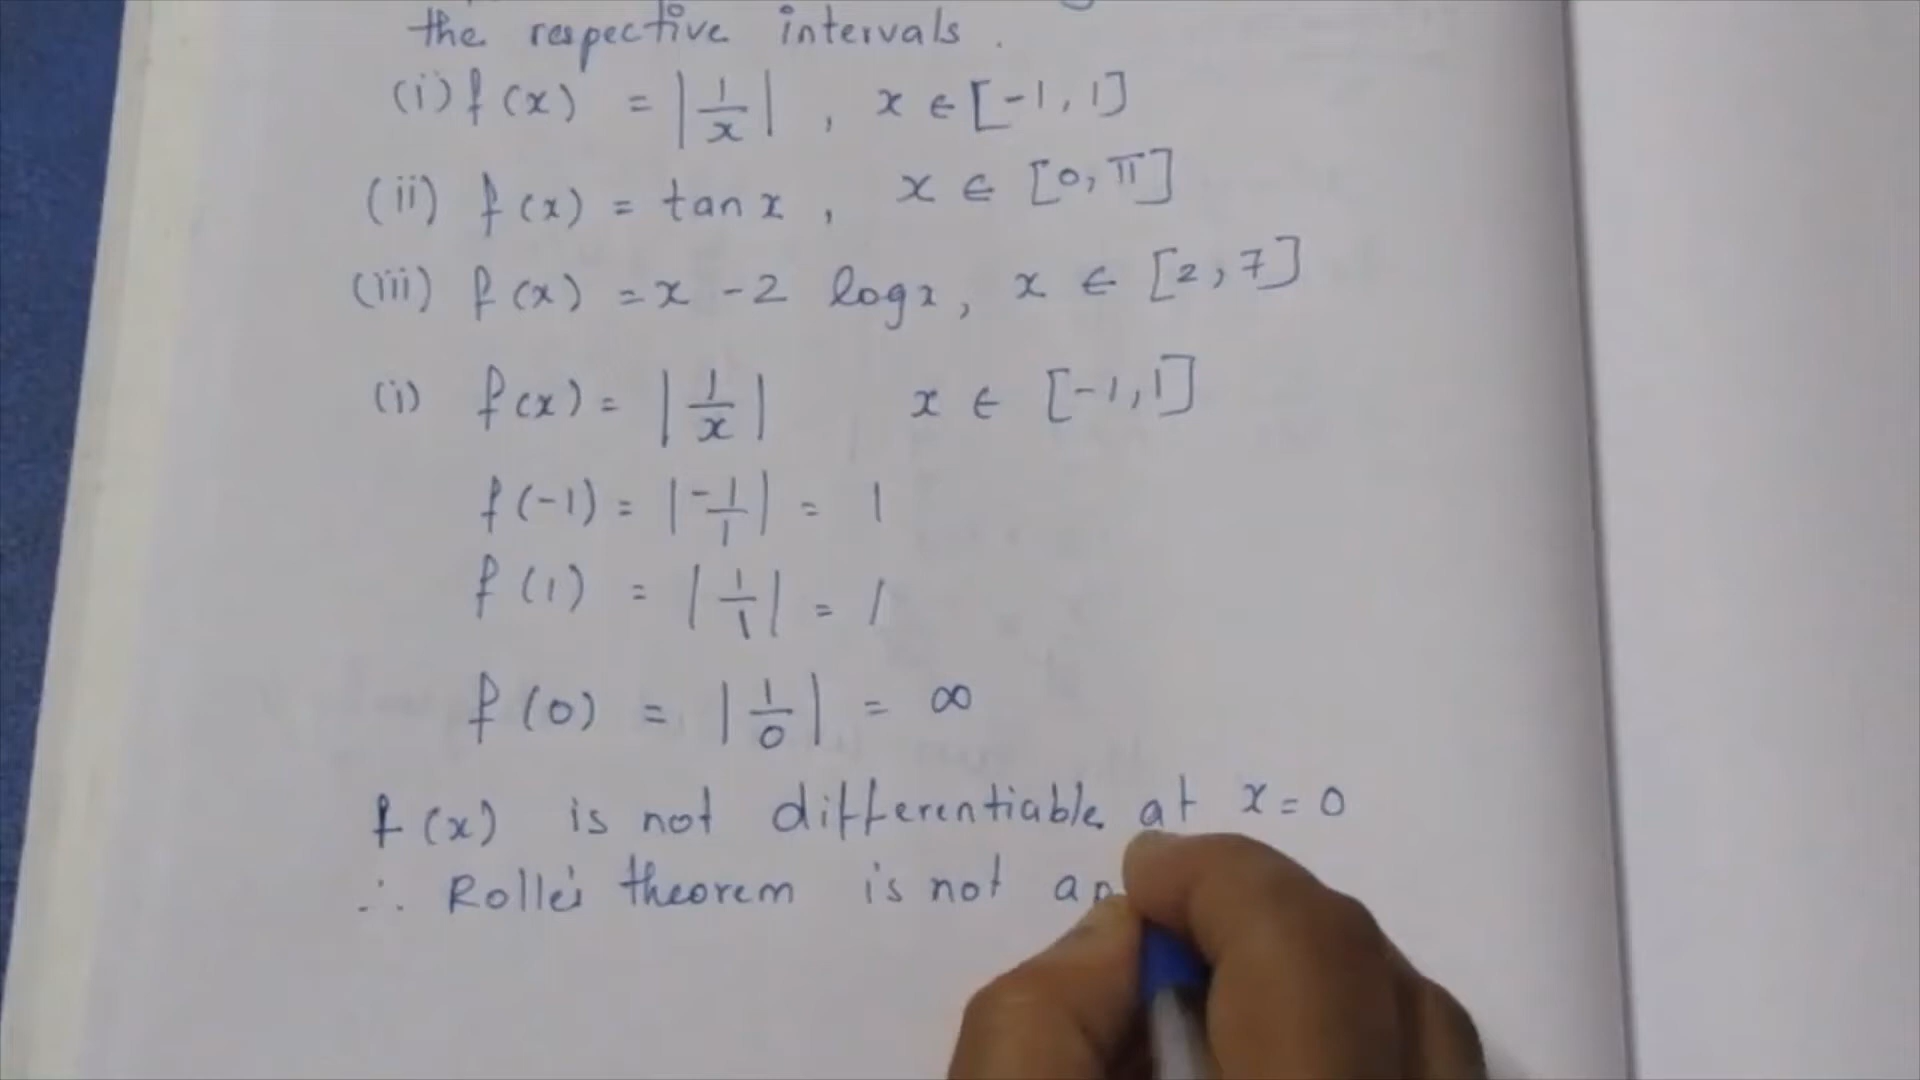 the respective intervals.
(i) f(x) = |1/x|, x ∈ [-1, 1]
(ii) f(x) = tan x, x ∈ [0, π]
(iii) f(x) = x - 2 log x, x ∈ [2, 7]
(i) f(x) = |1/x| x ∈ [-1, 1]
f(-1) = |-1/1| = 1
f(1) = |1/1| = 1
f(0) = |1/0| = ∞
f(x) is not differentiable at x = 0
∴ Rolle's theorem is not ap